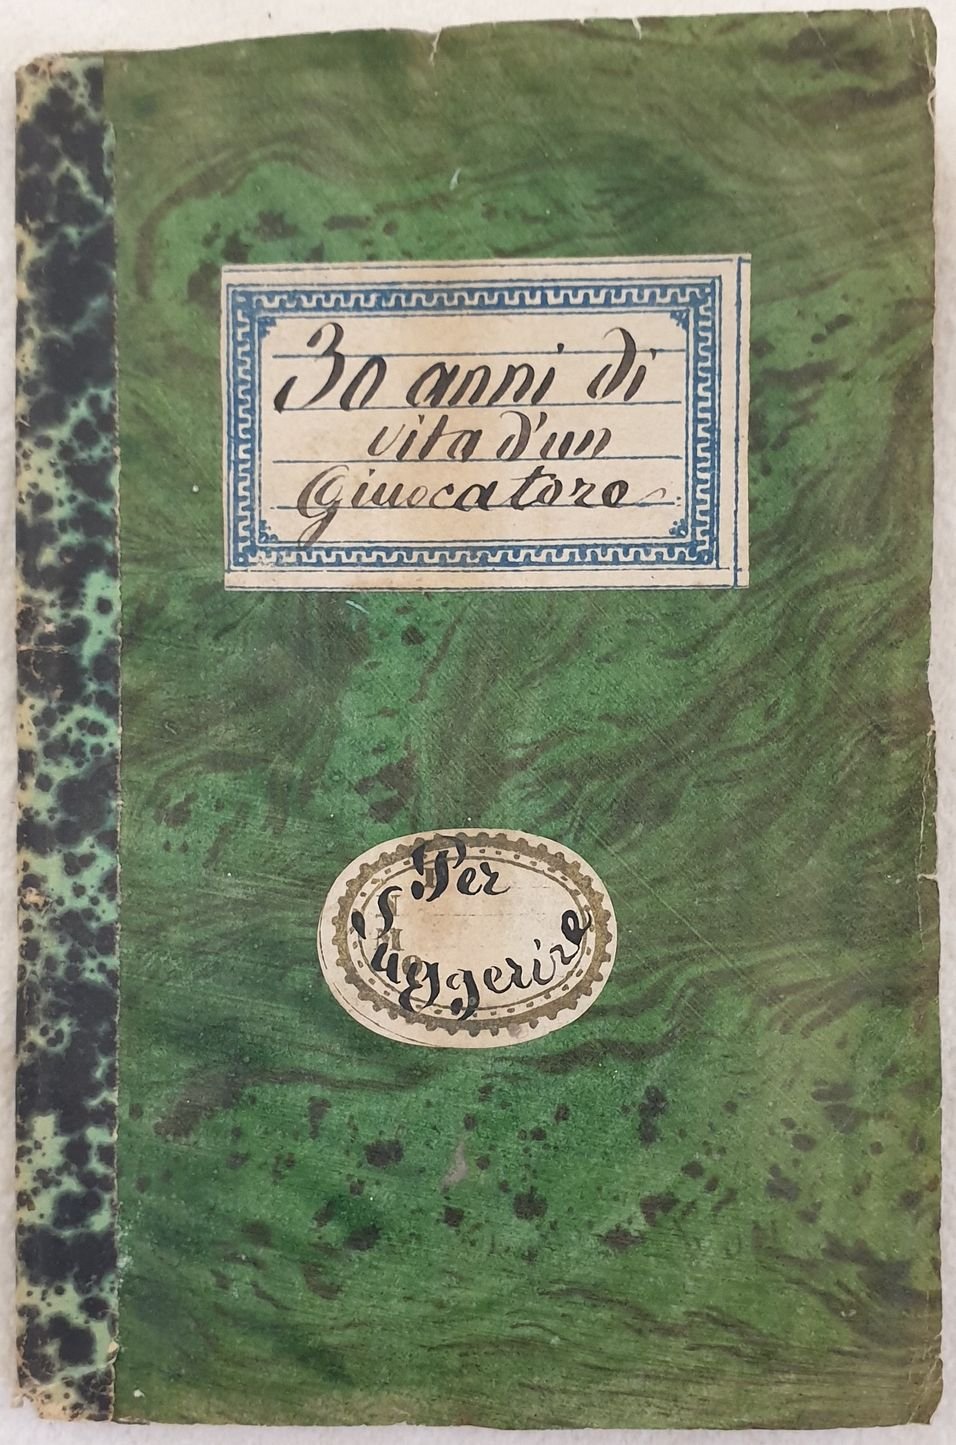 30 anni di
vita d'un
Giuocatore
Per
Suggerire